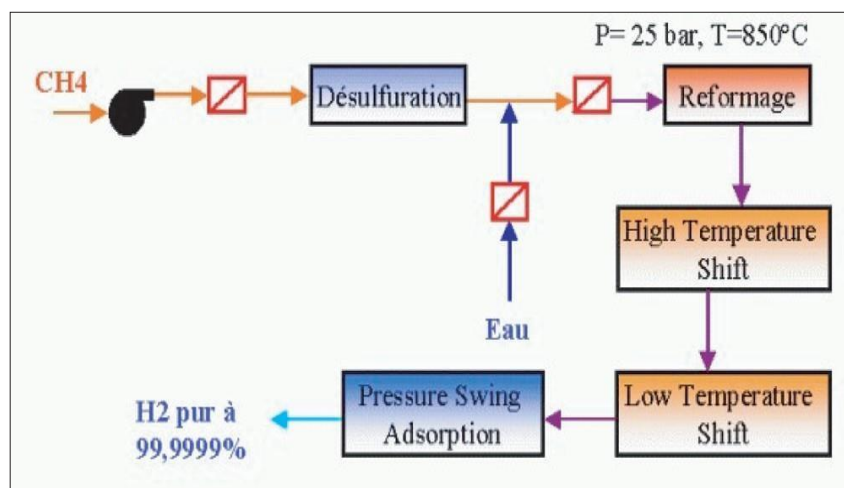 P= 25 bar, T=850°C
CH4
Désulfuration
Reformage
High Temperature
Shift
Eau
Low Temperature
Shift
Pressure Swing
Adsorption
H2 pur à
99,9999%